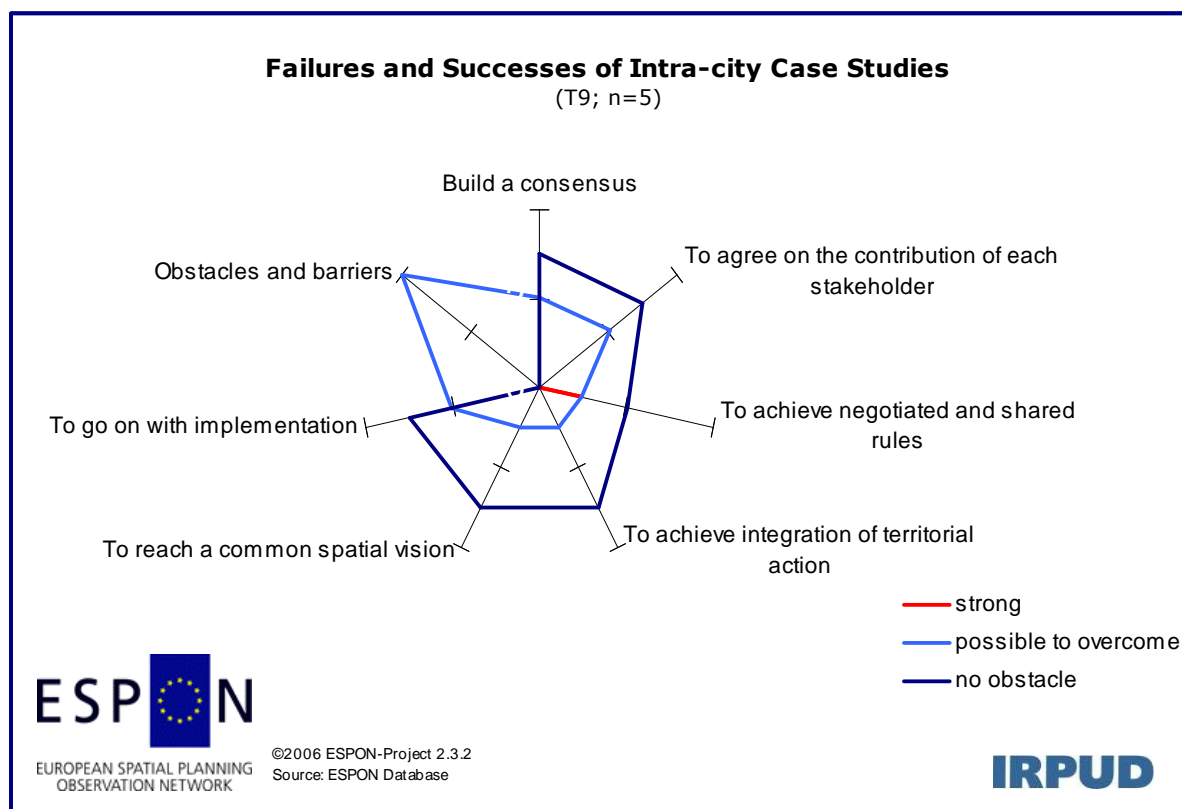 Failures and Successes of Intra-city Case Studies
(T9; n=5)
Build a consensus
To agree on the contribution of each
stakeholder
Obstacles and barriers
To achieve negotiated and shared
rules
To go on with implementation
To achieve integration of territorial
action
To reach a common spatial vision
strong
possible to overcome
no obstacle
ESPON
EUROPEAN SPATIAL PLANNING
OBSERVATION NETWORK
©2006 ESPON-Project 2.3.2
Source: ESPON Database
IRPUD